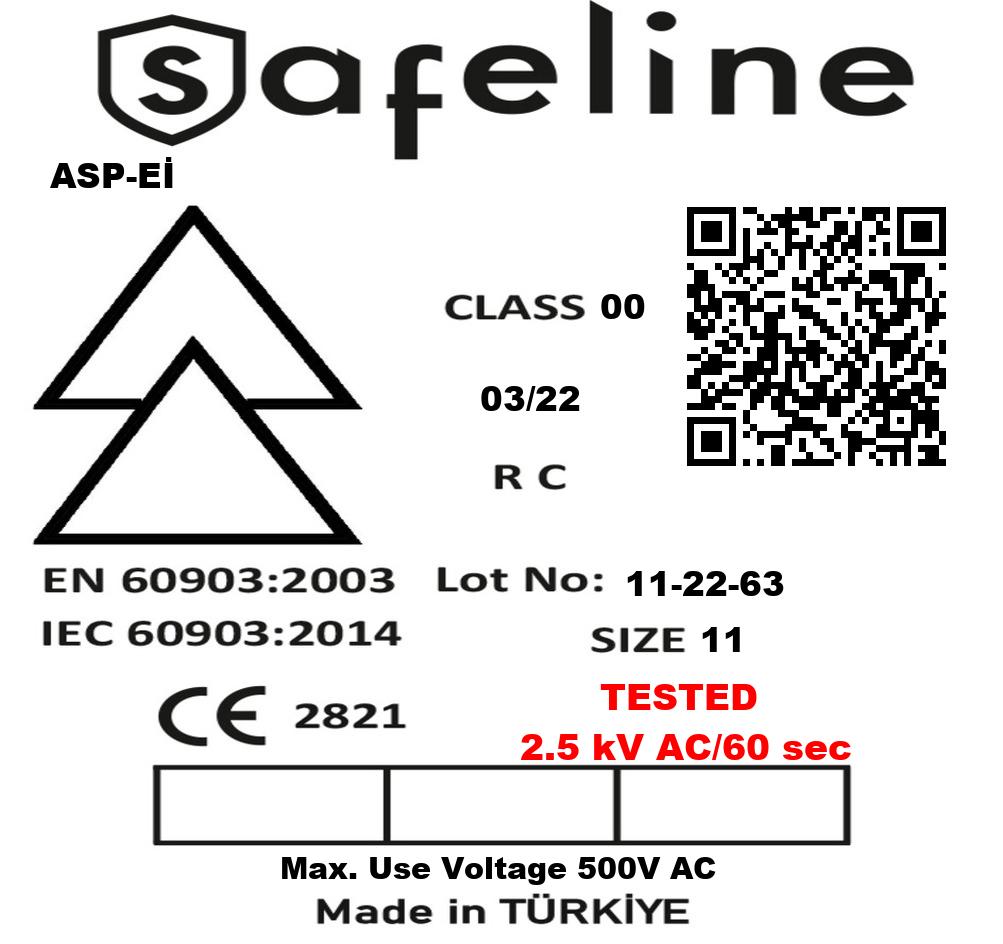 safeline
ASP-Eİ
CLASS 00
03/22
R C
EN 60903:2003
Lot No: 11-22-63
IEC 60903:2014
SIZE 11
TESTED
CE 2821
2.5 kV AC/60 sec
Max. Use Voltage 500V AC
Made in TÜRKİYE